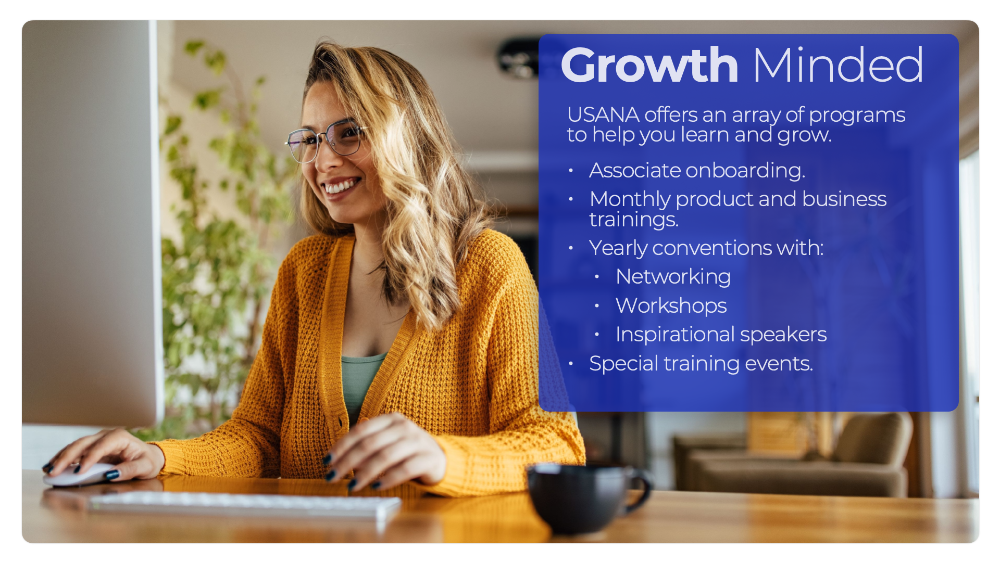 Growth Minded
USANA offers an array of programs
to help you learn and grow.
• Associate onboarding.
• Monthly product and business
trainings.
• Yearly conventions with:
• Networking
• Workshops
• Inspirational speakers
• Special training events.